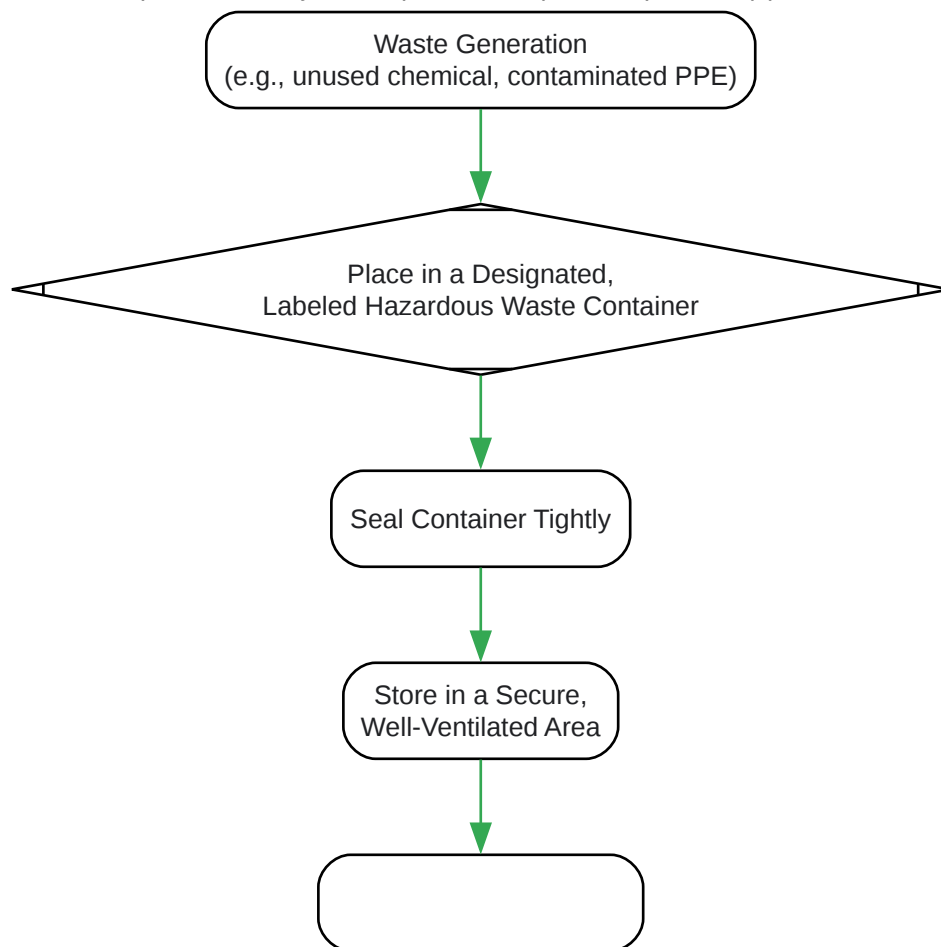 Waste Generation
(e.g., unused chemical, contaminated PPE)
Place in a Designated,
Labeled Hazardous Waste Container
Seal Container Tightly
Store in a Secure,
Well-Ventilated Area